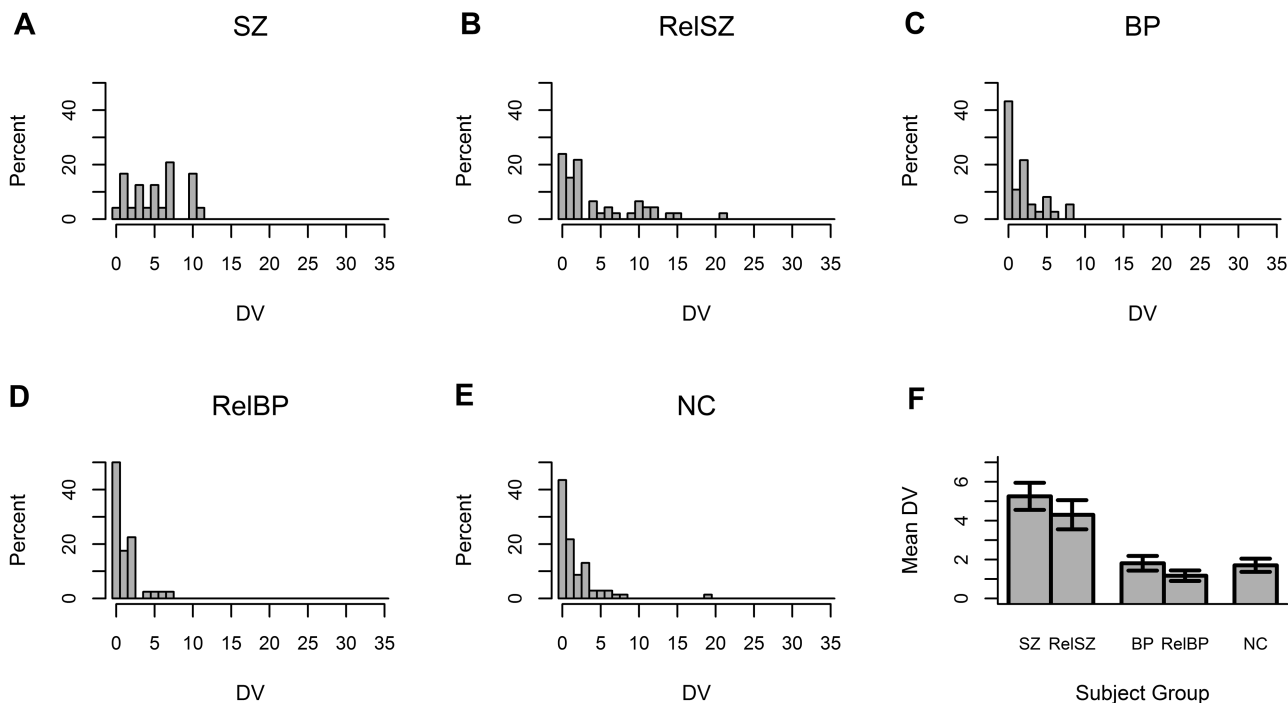 A
SZ
Percent
0 20 40
0 5 10 15 20 25 30 35
DV
B
RelSZ
Percent
0 20 40
0 5 10 15 20 25 30 35
DV
C
BP
Percent
0 20 40
0 5 10 15 20 25 30 35
DV
D
RelBP
Percent
0 20 40
0 5 10 15 20 25 30 35
DV
E
NC
Percent
0 20 40
0 5 10 15 20 25 30 35
DV
F
Mean DV
0 2 4 6
SZ RelSZ BP RelBP NC
Subject Group